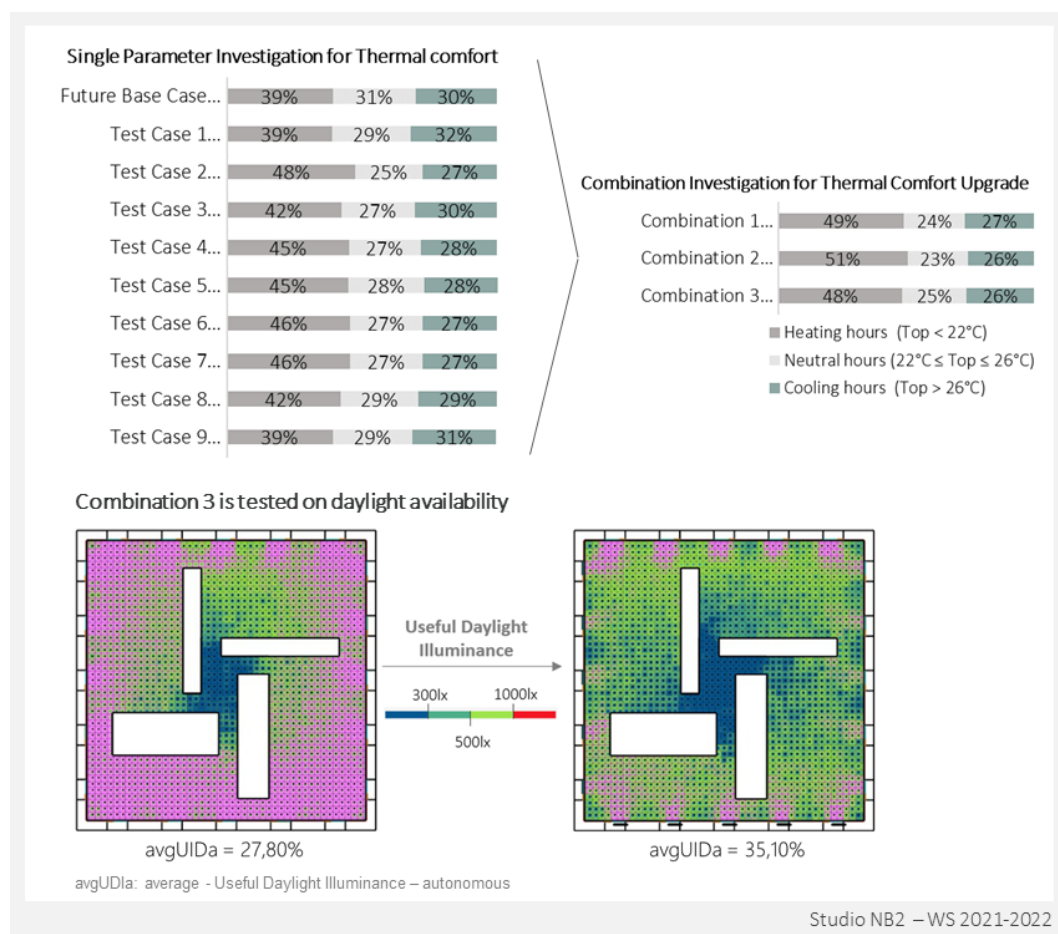 Single Parameter Investigation for Thermal comfort
Future Base Case... 39% 31% 30%
Test Case 1... 39% 29% 32%
Test Case 2... 48% 25% 27%
Test Case 3... 42% 27% 30%
Test Case 4... 45% 27% 28%
Test Case 5... 45% 28% 28%
Test Case 6... 46% 27% 27%
Test Case 7... 46% 27% 27%
Test Case 8... 42% 29% 29%
Test Case 9... 39% 29% 31%
Combination Investigation for Thermal Comfort Upgrade
Combination 1... 49% 24% 27%
Combination 2... 51% 23% 26%
Combination 3... 48% 25% 26%
Heating hours (Top < 22°C)
Neutral hours (22°C ≤ Top ≤ 26°C)
Cooling hours (Top > 26°C)
Combination 3 is tested on daylight availability
Useful Daylight
Illuminance
300lx 1000lx
500lx
avgUIDa = 27,80%
avgUIDa = 35,10%
avgUDIa: average - Useful Daylight Illuminance – autonomous
Studio NB2 – WS 2021-2022